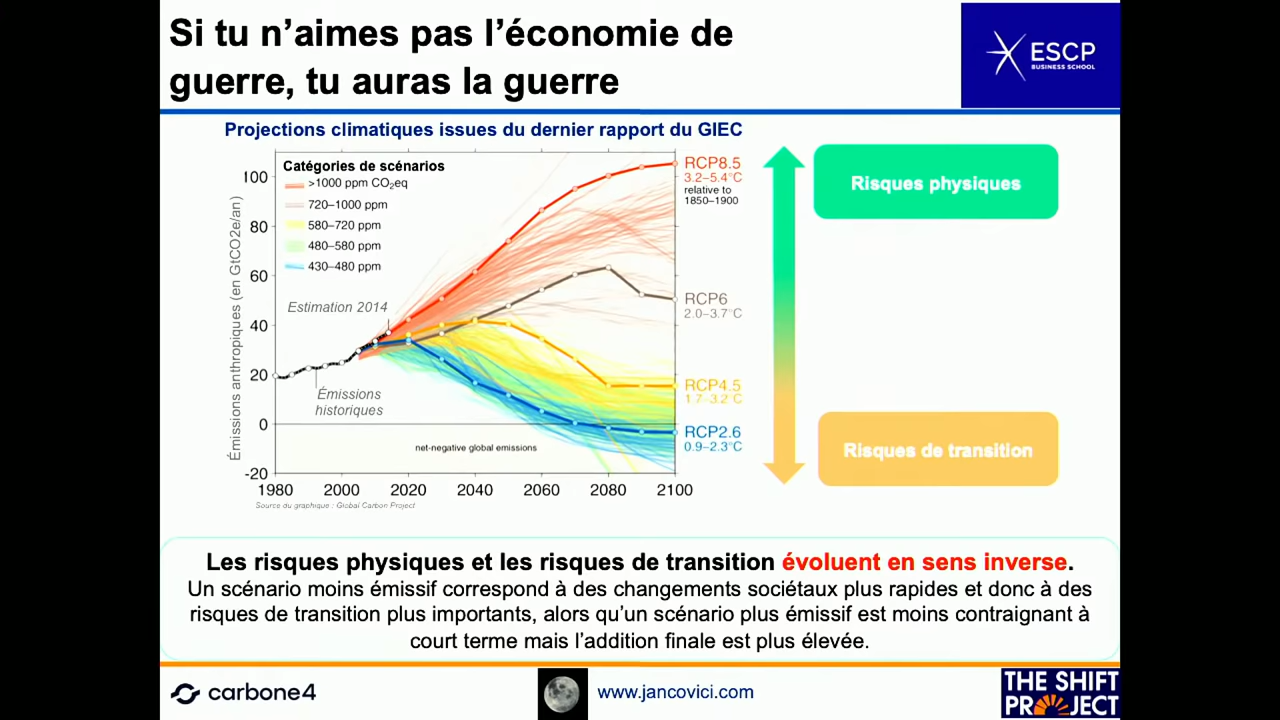 Si tu n’aimes pas l’économie de
guerre, tu auras la guerre
ESCP
BUSINESS SCHOOL
Projections climatiques issues du dernier rapport du GIEC
Catégories de scénarios
>1000 ppm CO2eq
720–1000 ppm
580–720 ppm
480–580 ppm
430–480 ppm
Émissions anthropiques (en GtCO2e/an)
100
80
60
40
20
0
-20
Estimation 2014
Émissions
historiques
net-negative global emissions
1980 2000 2020 2040 2060 2080 2100
RCP8.5
3.2–5.4°C
relative to
1850–1900
RCP6
2.0–3.7°C
RCP4.5
1.7–3.2°C
RCP2.6
0.9–2.3°C
Source du graphique : Global Carbon Project
Risques physiques
Risques de transition
Les risques physiques et les risques de transition évoluent en sens inverse.
Un scénario moins émissif correspond à des changements sociétaux plus rapides et donc à des
risques de transition plus importants, alors qu’un scénario plus émissif est moins contraignant à
court terme mais l’addition finale est plus élevée.
carbone4
www.jancovici.com
THE SHIFT
PROJECT